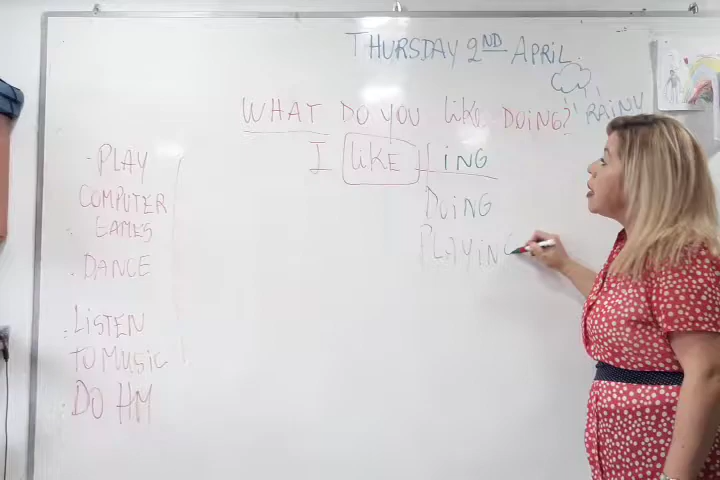 THURSDAY 2ND APRIL
RAINY
WHAT DO YOU LIKE DOING?
I LIKE + ING
DOING
PLAYING
- PLAY
COMPUTER
GAMES
. DANCE
. LISTEN
TO MUSIC
. DO HM